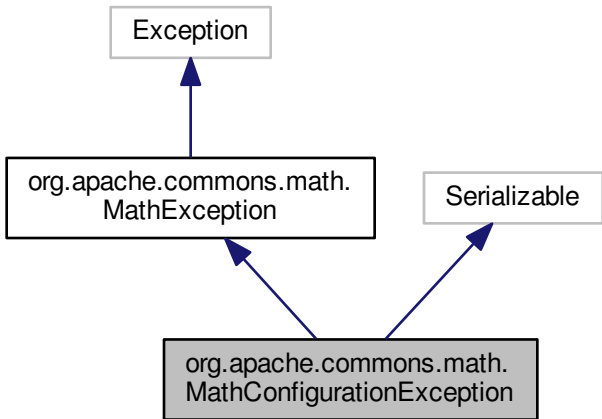 Exception
org.apache.commons.math.
MathException
Serializable
org.apache.commons.math.
MathConfigurationException